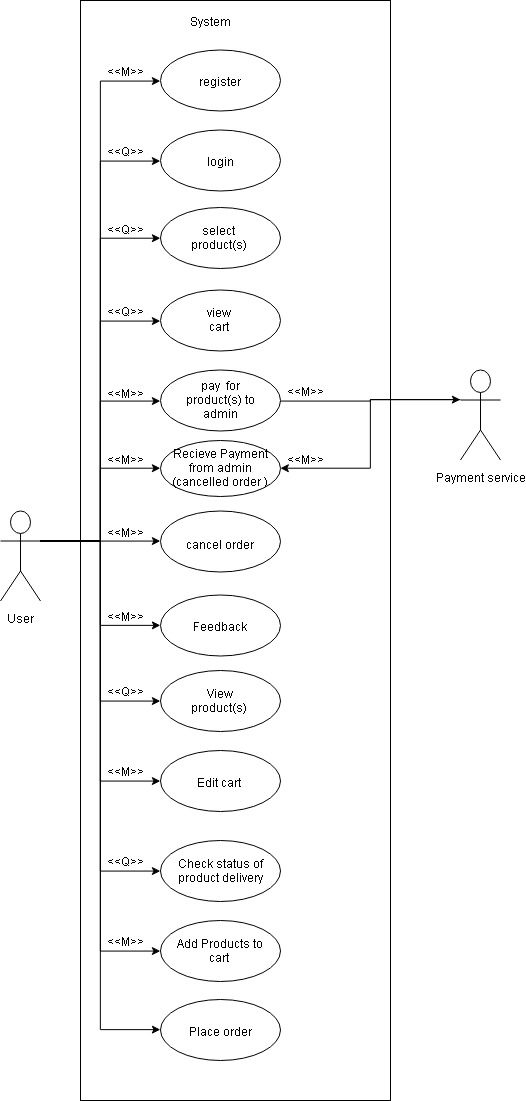 System
<<M>>
register
<<Q>>
login
<<Q>>
select
product(s)
<<Q>>
view
cart
<<M>>
pay for
product(s) to
admin
<<M>>
<<M>>
Recieve Payment
from admin
(cancelled order)
<<M>>
Payment service
<<M>>
cancel order
User
<<M>>
Feedback
<<Q>>
View
product(s)
<<M>>
Edit cart
<<Q>>
Check status of
product delivery
<<M>>
Add Products to
cart
Place order